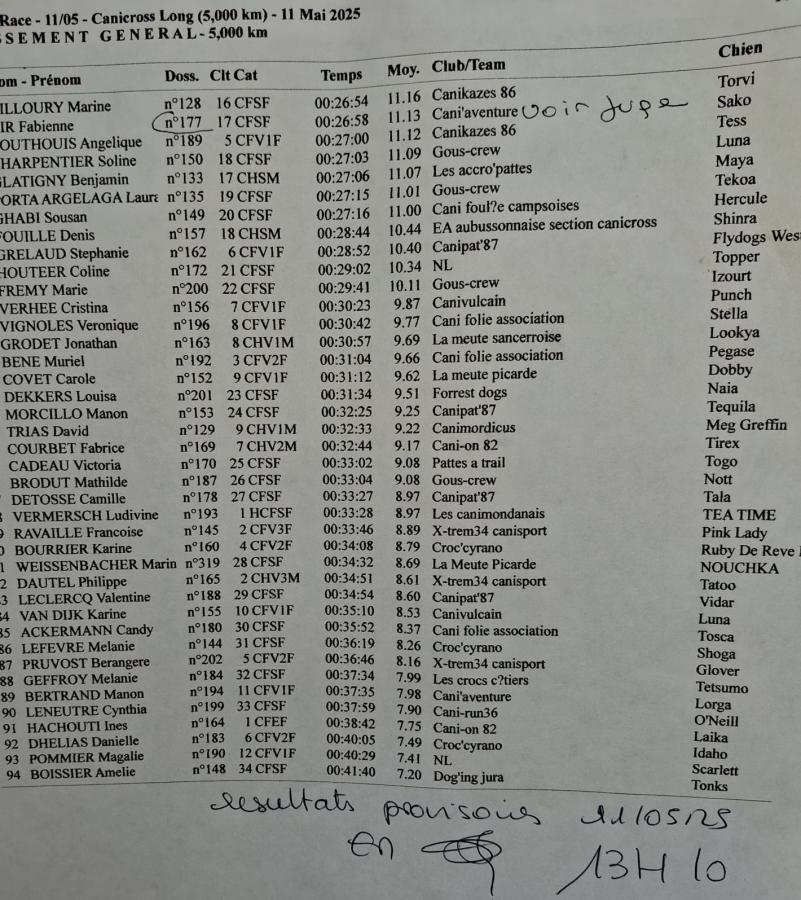 Race - 11/05 - Canicross Long (5,000 km) - 11 Mai 2025
SSEMENT GENERAL - 5,000 km
om - Prénom Doss. Clt Cat Temps Moy. Club/Team Chien
ILLOURY Marine n°128 16 CFSF 00:26:54 11.16 Canikazes 86 Torvi
IR Fabienne n°177 17 CFSF 00:26:58 11.13 Cani'aventure voir juge Sako
OUTHOUIS Angelique n°189 5 CFV1F 00:27:00 11.12 Canikazes 86 Tess
HARPENTIER Soline n°150 18 CFSF 00:27:03 11.09 Gous-crew Luna
LATIGNY Benjamin n°133 17 CHSM 00:27:06 11.07 Les accro'pattes Maya
ORTA ARGELAGA Laura n°135 19 CFSF 00:27:15 11.01 Gous-crew Tekoa
GHABI Sousan n°149 20 CFSF 00:27:16 11.00 Cani foul?e campsoises Hercule
FOUILLE Denis n°157 18 CHSM 00:28:44 10.44 EA aubussonnaise section canicross Shinra
GRELAUD Stephanie n°162 6 CFV1F 00:28:52 10.40 Canipat'87 Flydogs Wes
HOUTEER Coline n°172 21 CFSF 00:29:02 10.34 NL Topper
FREMY Marie n°200 22 CFSF 00:29:41 10.11 Gous-crew Izourt
VERHEE Cristina n°156 7 CFV1F 00:30:23 9.87 Canivulcain Punch
VIGNOLES Veronique n°196 8 CFV1F 00:30:42 9.77 Cani folie association Stella
GRODET Jonathan n°163 8 CHV1M 00:30:57 9.69 La meute sancerroise Lookya
BENE Muriel n°192 3 CFV2F 00:31:04 9.66 Cani folie association Pegase
COVET Carole n°152 9 CFV1F 00:31:12 9.62 La meute picarde Dobby
DEKKERS Louisa n°201 23 CFSF 00:31:34 9.51 Forrest dogs Naia
MORCILLO Manon n°153 24 CFSF 00:32:25 9.25 Canipat'87 Tequila
TRIAS David n°129 9 CHV1M 00:32:33 9.22 Canimordicus Meg Greffin
COURBET Fabrice n°169 7 CHV2M 00:32:44 9.17 Cani-on 82 Tirex
CADEAU Victoria n°170 25 CFSF 00:33:02 9.08 Pattes a trail Togo
BRODUT Mathilde n°187 26 CFSF 00:33:04 9.08 Gous-crew Nott
DETOSSE Camille n°178 27 CFSF 00:33:27 8.97 Canipat'87 Tala
VERMERSCH Ludivine n°193 1 HCFSF 00:33:28 8.97 Les canimondanais TEA TIME
RAVAILLE Francoise n°145 2 CFV3F 00:33:46 8.89 X-trem34 canisport Pink Lady
0 BOURRIER Karine n°160 4 CFV2F 00:34:08 8.79 Croc'cyrano Ruby De Reve
1 WEISSENBACHER Marin n°319 28 CFSF 00:34:32 8.69 La Meute Picarde NOUCHKA
2 DAUTEL Philippe n°165 2 CHV3M 00:34:51 8.61 X-trem34 canisport Tatoo
3 LECLERCQ Valentine n°188 29 CFSF 00:34:54 8.60 Canipat'87 Vidar
84 VAN DIJK Karine n°155 10 CFV1F 00:35:10 8.53 Canivulcain Luna
85 ACKERMANN Candy n°180 30 CFSF 00:35:52 8.37 Cani folie association Tosca
86 LEFEVRE Melanie n°144 31 CFSF 00:36:19 8.26 Croc'cyrano Shoga
87 PRUVOST Berangere n°202 5 CFV2F 00:36:46 8.16 X-trem34 canisport Glover
88 GEFFROY Melanie n°184 32 CFSF 00:37:34 7.99 Les crocs c?tiers Tetsumo
89 BERTRAND Manon n°194 11 CFV1F 00:37:35 7.98 Cani'aventure Lorga
90 LENEUTRE Cynthia n°199 33 CFSF 00:37:59 7.90 Cani-run36 O'Neill
91 HACHOUTI Ines n°164 1 CFEF 00:38:42 7.75 Cani-on 82 Laika
92 DHELIAS Danielle n°183 6 CFV2F 00:40:05 7.49 Croc'cyrano Idaho
93 POMMIER Magalie n°190 12 CFV1F 00:40:29 7.41 NL Scarlett
94 BOISSIER Amelie n°148 34 CFSF 00:41:40 7.20 Dog'ing jura Tonks
resultats provisoires 11/05/25
en 13H10